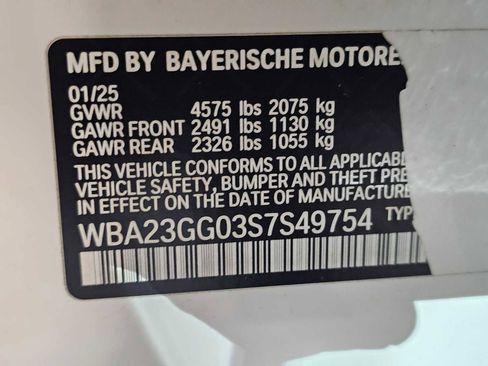 MFD BY BAYERISCHE MOTORE
01/25
GVWR 4575 lbs 2075 kg
GAWR FRONT 2491 lbs 1130 kg
GAWR REAR 2326 lbs 1055 kg
THIS VEHICLE CONFORMS TO ALL APPLICABL
VEHICLE SAFETY, BUMPER AND THEFT PRE
IN EFFECT ON THE DATE OF MANUFACTUR
WBA23GG03S7S49754 TYP